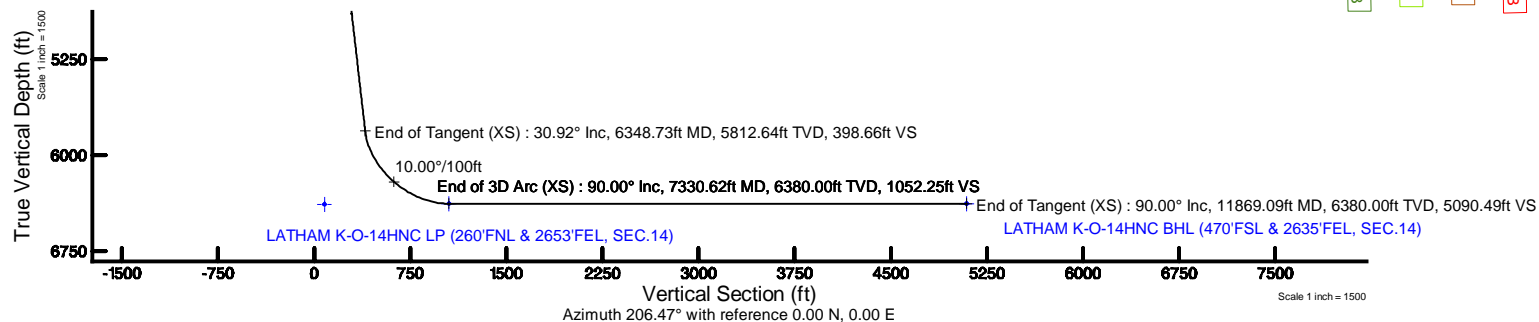 True Vertical Depth (ft)
Scale 1 inch = 1500
5250
6000
6750
End of Tangent (XS) : 30.92° Inc, 6348.73ft MD, 5812.64ft TVD, 398.66ft VS
10.00°/100ft
End of 3D Arc (XS) : 90.00° Inc, 7330.62ft MD, 6380.00ft TVD, 1052.25ft VS
End of Tangent (XS) : 90.00° Inc, 11869.09ft MD, 6380.00ft TVD, 5090.49ft VS
LATHAM K-O-14HNC LP (260'FNL & 2653'FEL, SEC.14)
LATHAM K-O-14HNC BHL (470'FSL & 2635'FEL, SEC.14)
-1500 -750 0 750 1500 2250 3000 3750 4500 5250 6000 6750 7500
Vertical Section (ft)
Scale 1 inch = 1500
Azimuth 206.47° with reference 0.00 N, 0.00 E